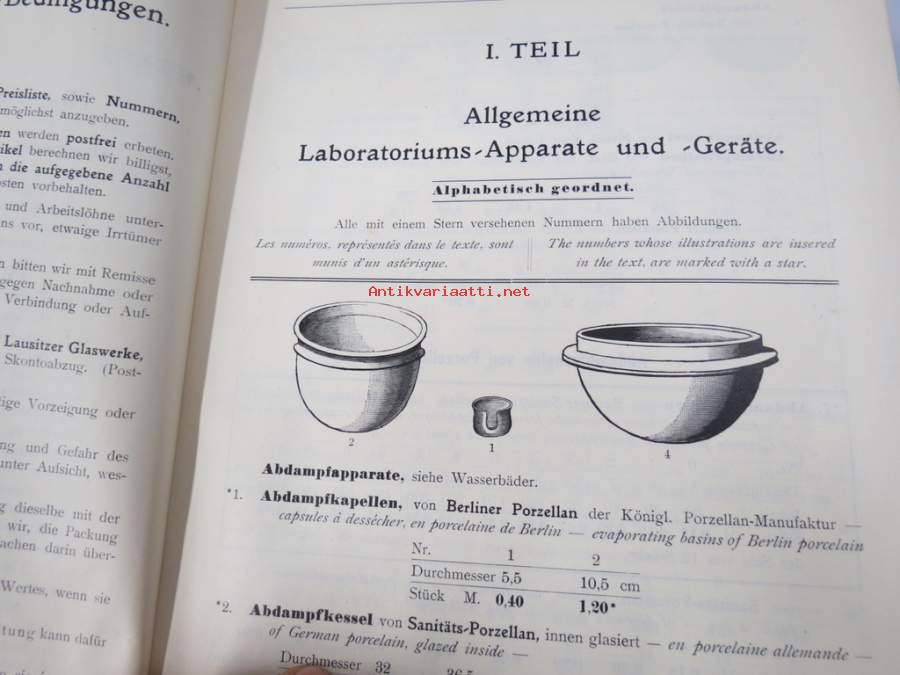 -Bedingungen.
Preisliste, sowie Nummern,
möglichst anzugeben.
werden postfrei erbeten.
berechnen wir billigst,
die aufgegebene Anzahl
vorbehalten.
und Arbeitslöhne unter-
vor, etwaige Irrtümer
bitten wir mit Remisse
gegen Nachnahme oder
Verbindung oder Auf-
Lausitzer Glaswerke,
Skontoabzug. (Post-
Vorzeigung oder
und Gefahr des
unter Aufsicht, wes-
dieselbe mit der
wir, die Packung
darin über-
Wertes, wenn sie
kann dafür
I. TEIL
Allgemeine
Laboratoriums-Apparate und -Geräte.
Alphabetisch geordnet.
Alle mit einem Stern versehenen Nummern haben Abbildungen.
Les numéros, représentés dans le texte, sont
munis d'un astérisque.
The numbers whose illustrations are insered
in the text, are marked with a star.
Antikvariaatti.net
2
1
4
Abdampfapparate, siehe Wasserbäder.
*1. Abdampfkapellen, von Berliner Porzellan der Königl. Porzellan-Manufaktur —
capsules à dessécher, en porcelaine de Berlin — evaporating basins of Berlin porcelain
Nr. 1 2
Durchmesser 5,5 10,5 cm
Stück M. 0,40 1,20*
*2. Abdampfkessel von Sanitäts-Porzellan, innen glasiert — en porcelaine allemande —
of German porcelain, glazed inside —
Durchmesser 32 26,5